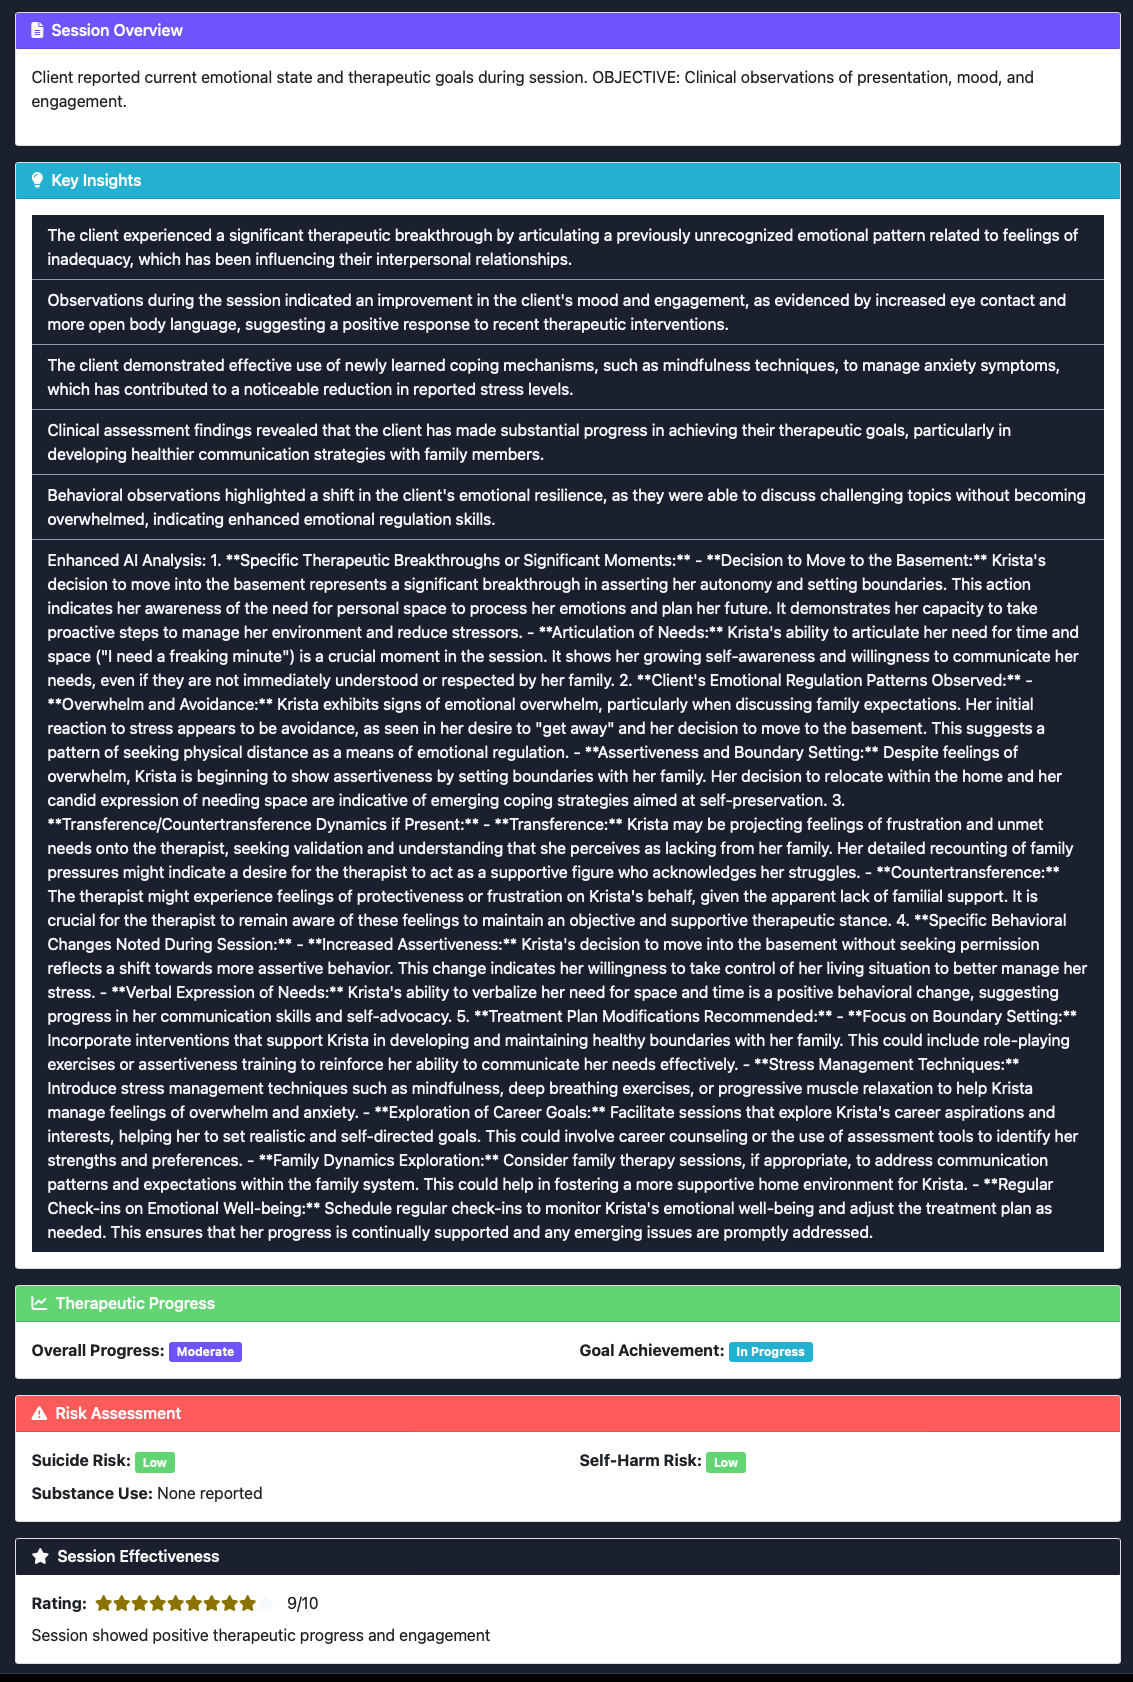 Session Overview
Client reported current emotional state and therapeutic goals during session. OBJECTIVE: Clinical observations of presentation, mood, and
engagement.
Key Insights
The client experienced a significant therapeutic breakthrough by articulating a previously unrecognized emotional pattern related to feelings of
inadequacy, which has been influencing their interpersonal relationships.
Observations during the session indicated an improvement in the client's mood and engagement, as evidenced by increased eye contact and
more open body language, suggesting a positive response to recent therapeutic interventions.
The client demonstrated effective use of newly learned coping mechanisms, such as mindfulness techniques, to manage anxiety symptoms,
which has contributed to a noticeable reduction in reported stress levels.
Clinical assessment findings revealed that the client has made substantial progress in achieving their therapeutic goals, particularly in
developing healthier communication strategies with family members.
Behavioral observations highlighted a shift in the client's emotional resilience, as they were able to discuss challenging topics without becoming
overwhelmed, indicating enhanced emotional regulation skills.
Enhanced AI Analysis: 1. **Specific Therapeutic Breakthroughs or Significant Moments:** - **Decision to Move to the Basement:** Krista's
decision to move into the basement represents a significant breakthrough in asserting her autonomy and setting boundaries. This action
indicates her awareness of the need for personal space to process her emotions and plan her future. It demonstrates her capacity to take
proactive steps to manage her environment and reduce stressors. - **Articulation of Needs:** Krista's ability to articulate her need for time and
space ("I need a freaking minute") is a crucial moment in the session. It shows her growing self-awareness and willingness to communicate her
needs, even if they are not immediately understood or respected by her family. 2. **Client's Emotional Regulation Patterns Observed:** -
**Overwhelm and Avoidance:** Krista exhibits signs of emotional overwhelm, particularly when discussing family expectations. Her initial
reaction to stress appears to be avoidance, as seen in her desire to "get away" and her decision to move to the basement. This suggests a
pattern of seeking physical distance as a means of emotional regulation. - **Assertiveness and Boundary Setting:** Despite feelings of
overwhelm, Krista is beginning to show assertiveness by setting boundaries with her family. Her decision to relocate within the home and her
candid expression of needing space are indicative of emerging coping strategies aimed at self-preservation. 3.
**Transference/Countertransference Dynamics if Present:** - **Transference:** Krista may be projecting feelings of frustration and unmet
needs onto the therapist, seeking validation and understanding that she perceives as lacking from her family. Her detailed recounting of family
pressures might indicate a desire for the therapist to act as a supportive figure who acknowledges her struggles. - **Countertransference:**
The therapist might experience feelings of protectiveness or frustration on Krista's behalf, given the apparent lack of familial support. It is
crucial for the therapist to remain aware of these feelings to maintain an objective and supportive therapeutic stance. 4. **Specific Behavioral
Changes Noted During Session:** - **Increased Assertiveness:** Krista's decision to move into the basement without seeking permission
reflects a shift towards more assertive behavior. This change indicates her willingness to take control of her living situation to better manage her
stress. - **Verbal Expression of Needs:** Krista's ability to verbalize her need for space and time is a positive behavioral change, suggesting
progress in her communication skills and self-advocacy. 5. **Treatment Plan Modifications Recommended:** - **Focus on Boundary Setting:**
Incorporate interventions that support Krista in developing and maintaining healthy boundaries with her family. This could include role-playing
exercises or assertiveness training to reinforce her ability to communicate her needs effectively. - **Stress Management Techniques:**
Introduce stress management techniques such as mindfulness, deep breathing exercises, or progressive muscle relaxation to help Krista
manage feelings of overwhelm and anxiety. - **Exploration of Career Goals:** Facilitate sessions that explore Krista's career aspirations and
interests, helping her to set realistic and self-directed goals. This could involve career counseling or the use of assessment tools to identify her
strengths and preferences. - **Family Dynamics Exploration:** Consider family therapy sessions, if appropriate, to address communication
patterns and expectations within the family system. This could help in fostering a more supportive home environment for Krista. - **Regular
Check-ins on Emotional Well-being:** Schedule regular check-ins to monitor Krista's emotional well-being and adjust the treatment plan as
needed. This ensures that her progress is continually supported and any emerging issues are promptly addressed.
Therapeutic Progress
Overall Progress: Moderate
Goal Achievement: In Progress
Risk Assessment
Suicide Risk: Low
Self-Harm Risk: Low
Substance Use: None reported
Session Effectiveness
Rating: 9/10
Session showed positive therapeutic progress and engagement